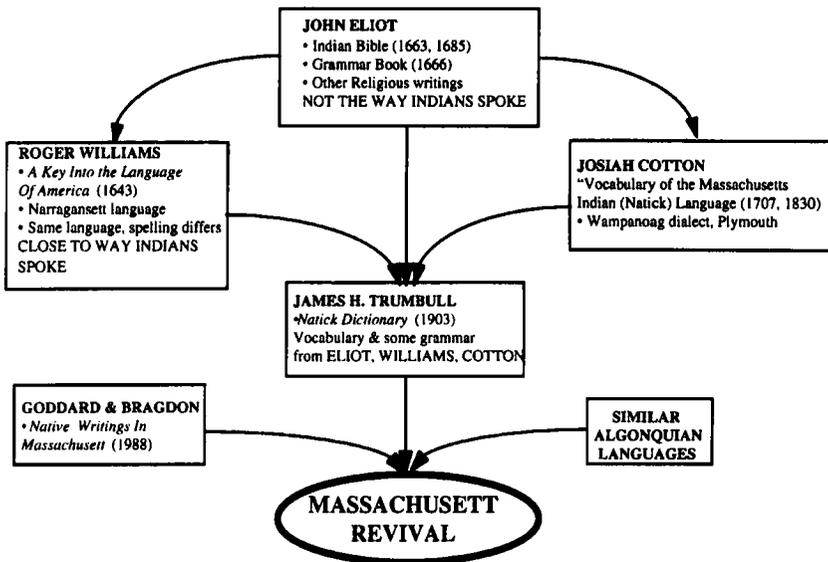 JOHN ELIOT
• Indian Bible (1663, 1685)
• Grammar Book (1666)
• Other Religious writings
NOT THE WAY INDIANS SPOKE
ROGER WILLIAMS
• A Key Into the Language
Of America (1643)
• Narragansett language
• Same language, spelling differs
CLOSE TO WAY INDIANS
SPOKE
JOSIAH COTTON
"Vocabulary of the Massachusetts
Indian (Natick) Language (1707, 1830)
• Wampanoag dialect, Plymouth
JAMES H. TRUMBULL
•Natick Dictionary (1903)
Vocabulary & some grammar
from ELIOT, WILLIAMS, COTTON
GODDARD & BRAGDON
• Native Writings In
Massachusett (1988)
SIMILAR
ALGONQUIAN
LANGUAGES
MASSACHUSETT
REVIVAL